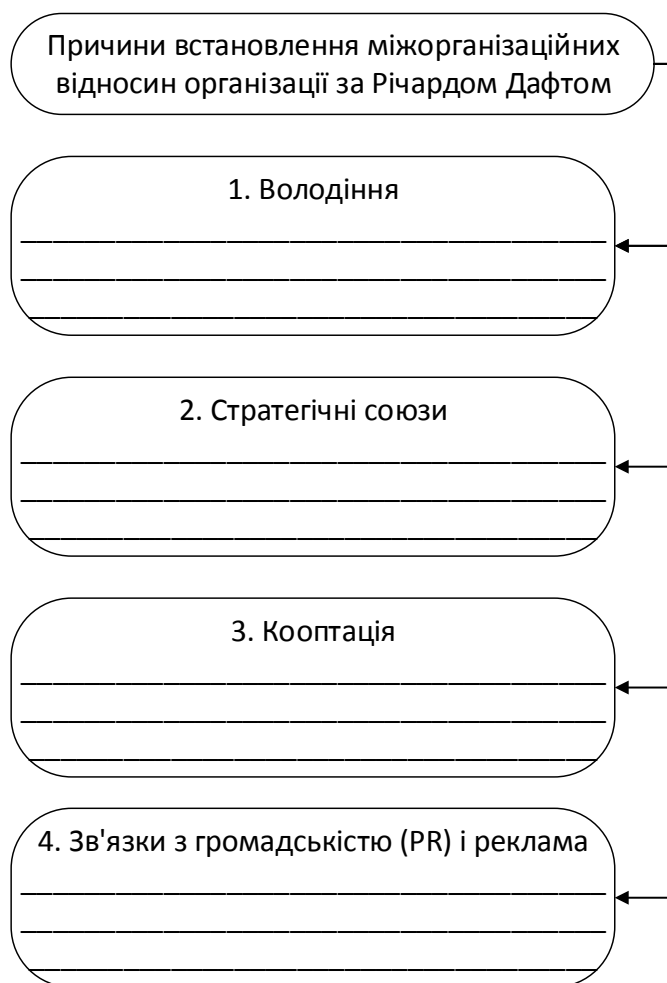 Причини встановлення міжорганізаційних
відносин організації за Річардом Дафтом
1. Володіння
2. Стратегічні союзи
3. Кооптація
4. Зв'язки з громадськістю (PR) і реклама